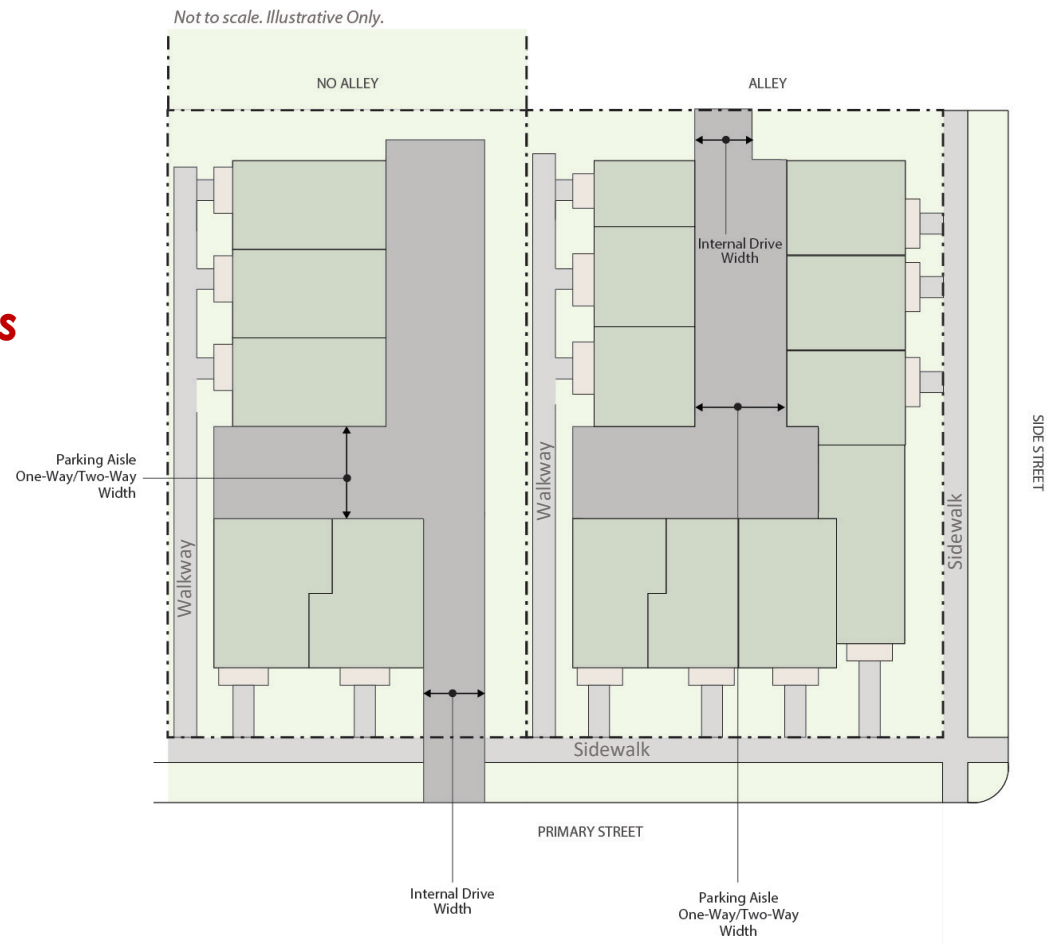 Not to scale. Illustrative Only.
NO ALLEY
ALLEY
Internal Drive
Width
s
Parking Aisle
One-Way/Two-Way
Width
Walkway
Walkway
Sidewalk
SIDE STREET
Sidewalk
PRIMARY STREET
Internal Drive
Width
Parking Aisle
One-Way/Two-Way
Width